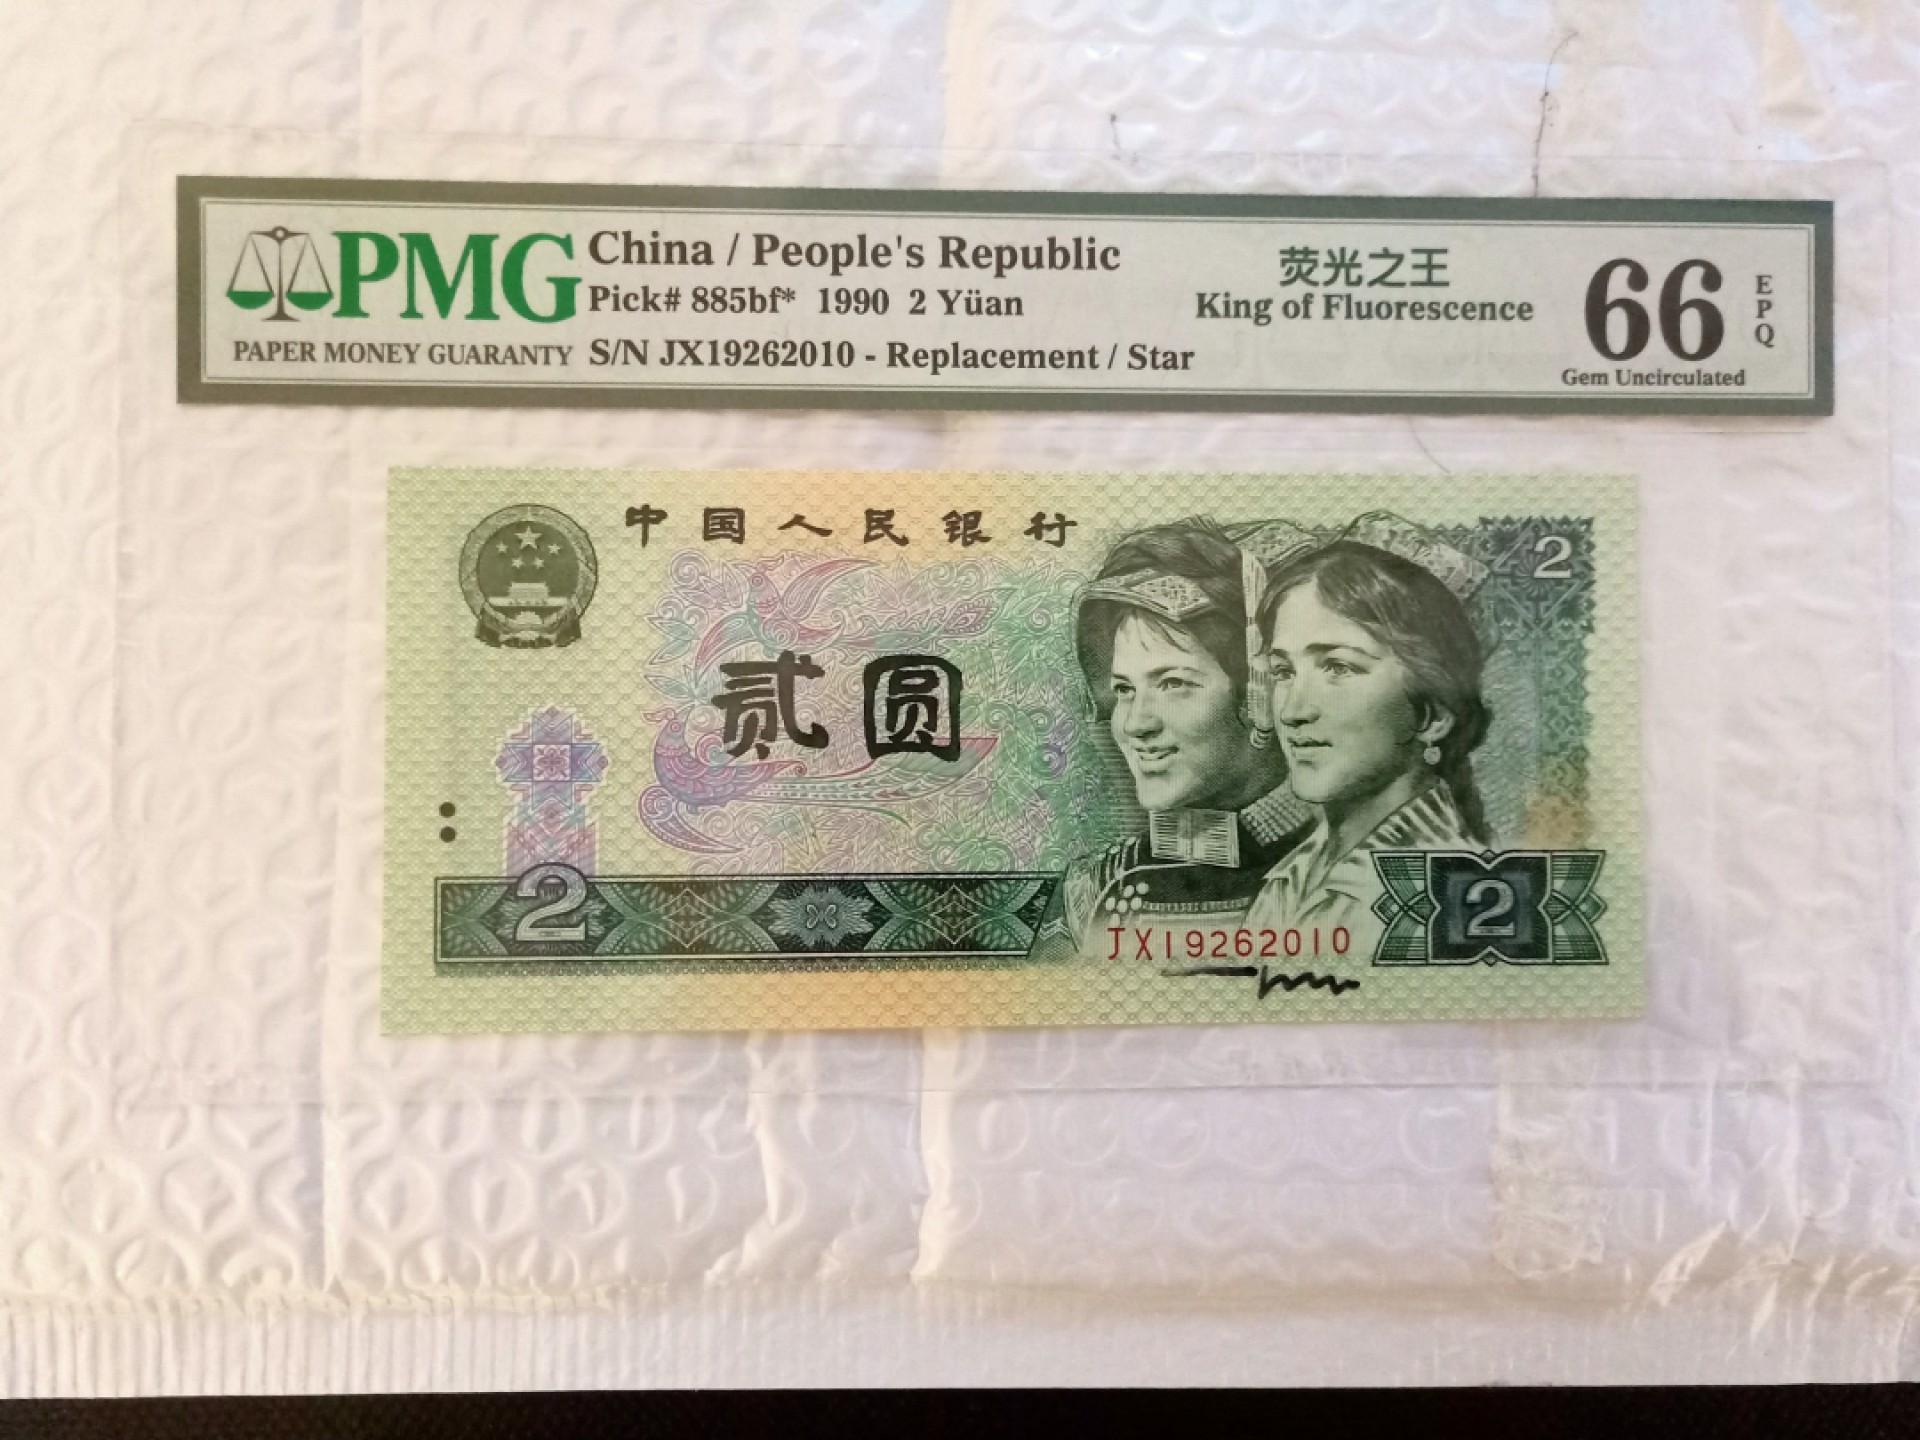 PMG
PAPER MONEY GUARANTY
China / People's Republic
Pick# 885bf* 1990 2 Yüan
S/N JX19262010 - Replacement / Star
荧光之王
King of Fluorescence
66
EPQ
Gem Uncirculated
中国人民银行
2
贰圆
2
JX19262010
2